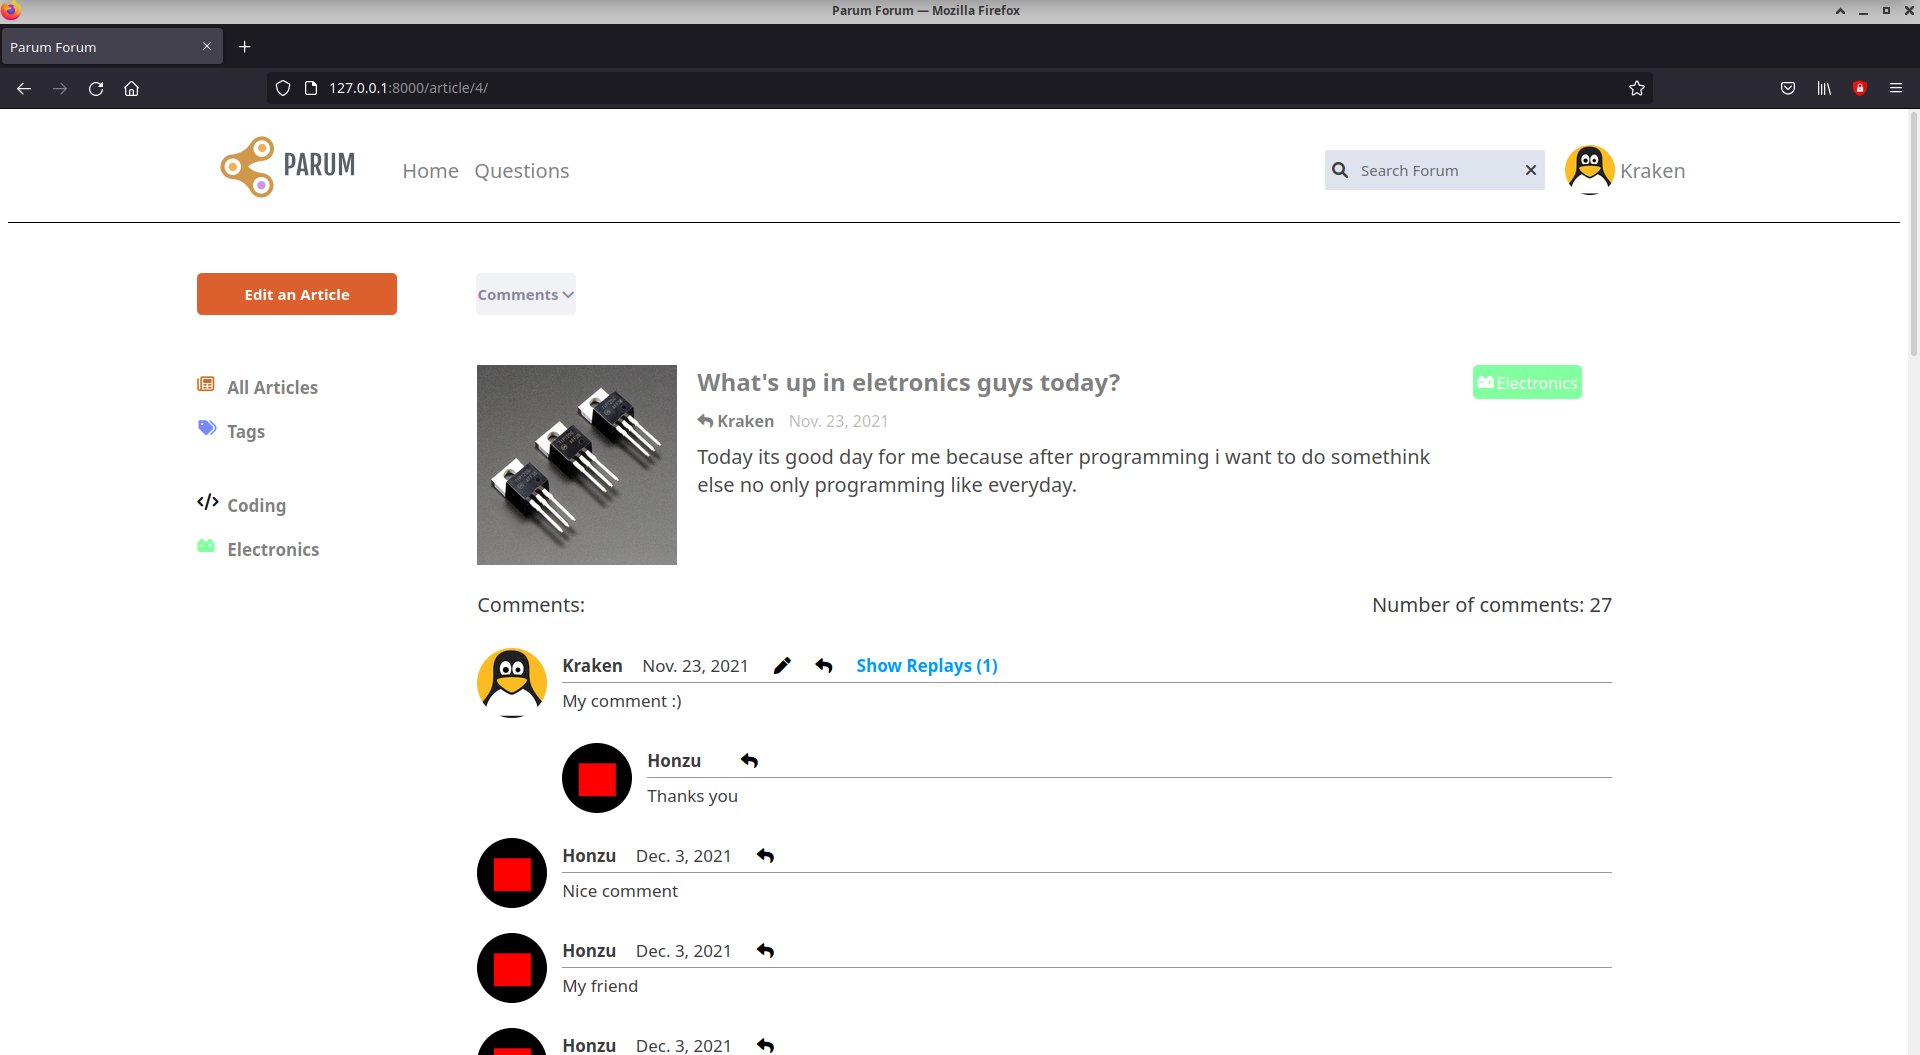 Parum Forum — Mozilla Firefox
Parum Forum
127.0.0.1:8000/article/4/
PARUM
Home
Questions
Search Forum
Kraken
Edit an Article
Comments
All Articles
Tags
Coding
Electronics
What's up in eletronics guys today?
Electronics
Kraken Nov. 23, 2021
Today its good day for me because after programming i want to do somethink
else no only programming like everyday.
Comments:
Number of comments: 27
Kraken Nov. 23, 2021 Show Replays (1)
My comment :)
Honzu
Thanks you
Honzu Dec. 3, 2021
Nice comment
Honzu Dec. 3, 2021
My friend
Honzu Dec. 3, 2021